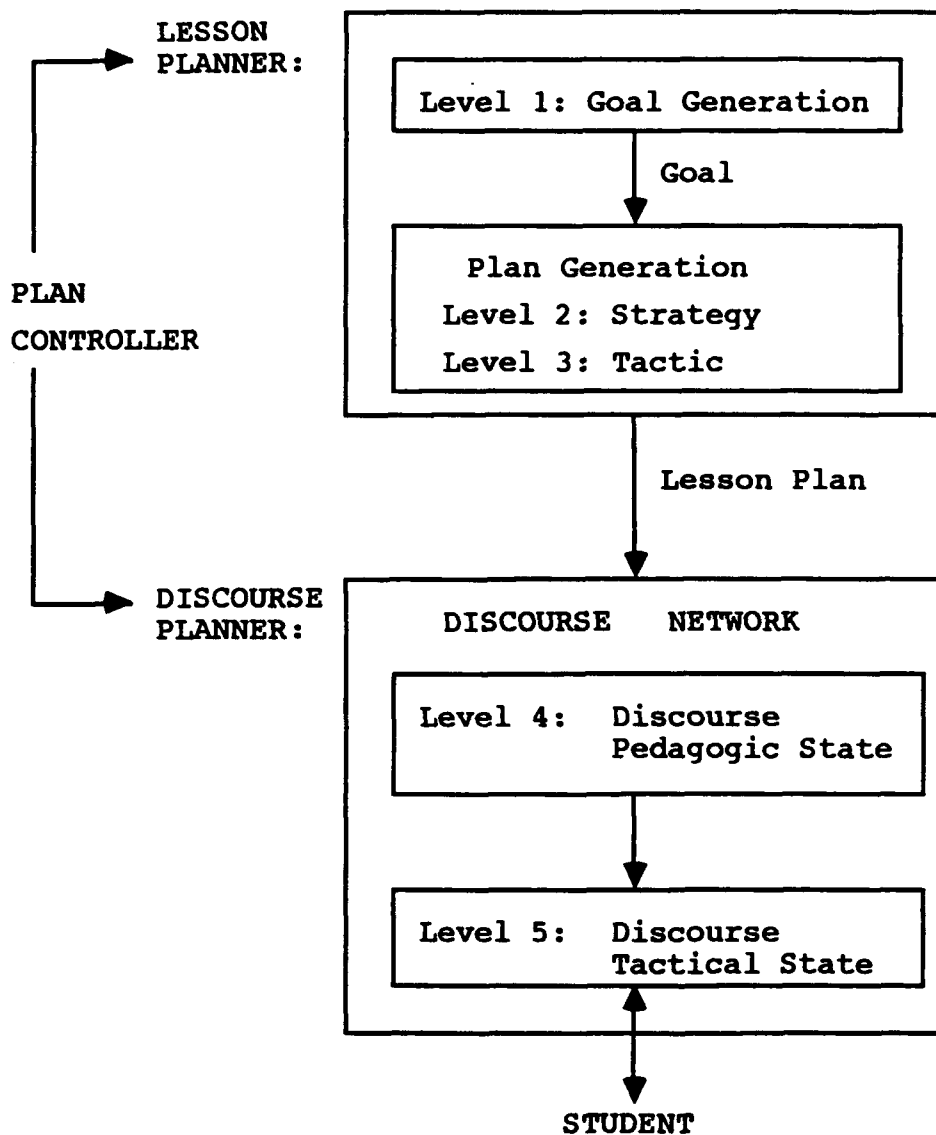 LESSON
PLANNER:
Level 1: Goal Generation
Goal
Plan Generation
Level 2: Strategy
Level 3: Tactic
PLAN
CONTROLLER
Lesson Plan
DISCOURSE
PLANNER:
DISCOURSE NETWORK
Level 4: Discourse
Pedagogic State
Level 5: Discourse
Tactical State
STUDENT